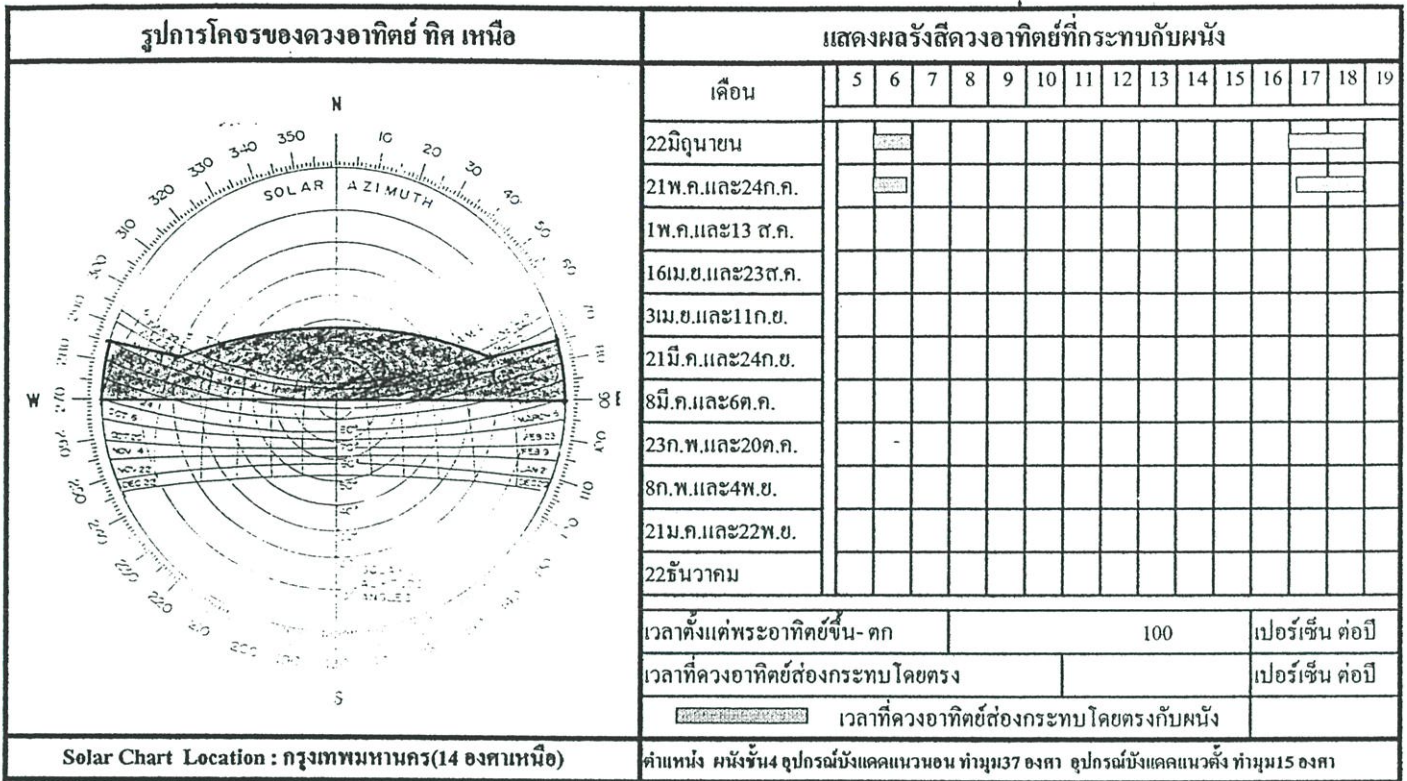 รูปการโคจรของดวงอาทิตย์ ทิศ เหนือ
แสดงผลรังสีดวงอาทิตย์ที่กระทบกับผนัง
N
350
340
330
320
310
300
10
20
30
40
50
60
SOLAR AZIMUTH
W
270
280
260
250
220
S
เดือน 5 6 7 8 9 10 11 12 13 14 15 16 17 18 19
22มิถุนายน
21พ.ค.และ24ก.ค.
1พ.ค.และ13 ส.ค.
16เม.ย.และ23ส.ค.
3เม.ย.และ11ก.ย.
21มี.ค.และ24ก.ย.
8มี.ค.และ6ต.ค.
23ก.พ.และ20ต.ค.
8ก.พ.และ4พ.ย.
21ม.ค.และ22พ.ย.
22ธันวาคม
เวลาตั้งแต่พระอาทิตย์ขึ้น- ตก 100 เปอร์เซ็น ต่อปี
เวลาที่ดวงอาทิตย์ส่องกระทบโดยตรง เปอร์เซ็น ต่อปี
เวลาที่ดวงอาทิตย์ส่องกระทบโดยตรงกับผนัง
Solar Chart Location : กรุงเทพมหานคร(14 องศาเหนือ)
ตำแหน่ง ผนังชั้น4 อุปกรณ์บังแดดแนวนอน ทำมุม37 องศา อุปกรณ์บังแดดแนวตั้ง ทำมุม15 องศา